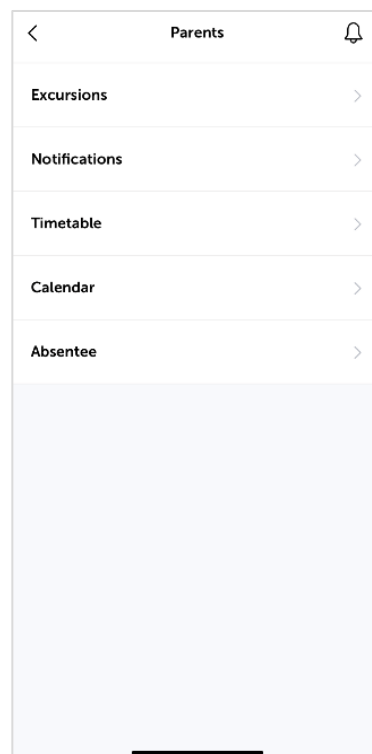 Parents
Excursions
Notifications
Timetable
Calendar
Absentee